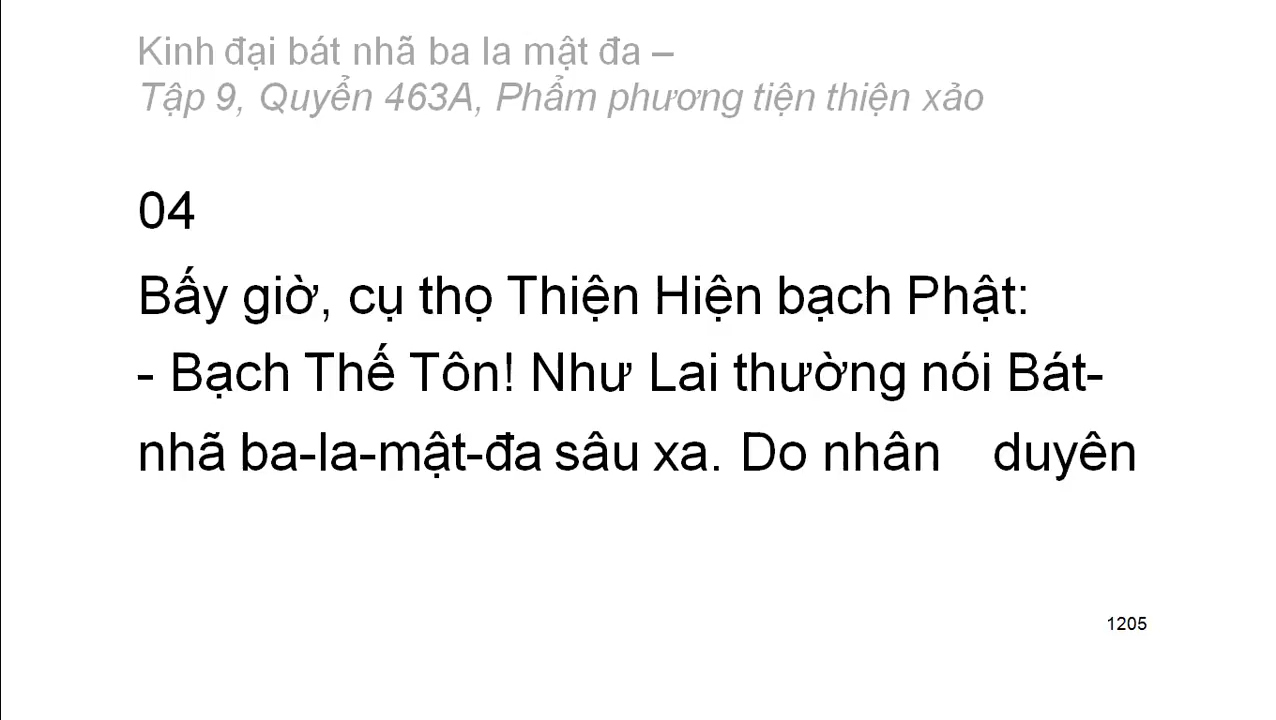 Kinh đại bát nhã ba la mật đa –
Tập 9, Quyển 463A, Phẩm phương tiện thiện xảo
04
Bấy giờ, cụ thọ Thiện Hiện bạch Phật:
- Bạch Thế Tôn! Như Lai thường nói Bát-
nhã ba-la-mật-đa sâu xa. Do nhân duyên
1205